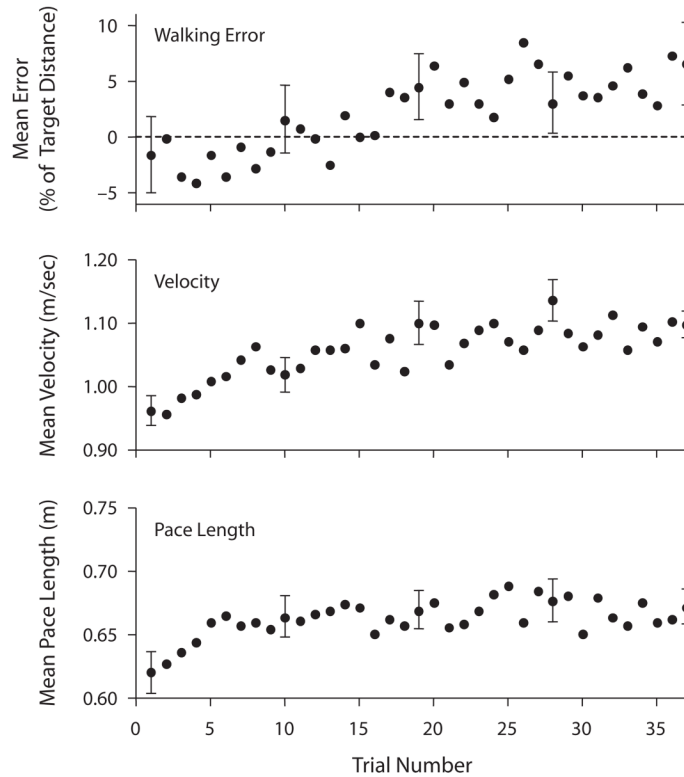 Walking Error
Mean Error
(% of Target Distance)
10
5
0
−5
Velocity
Mean Velocity (m/sec)
1.20
1.10
1.00
0.90
Pace Length
Mean Pace Length (m)
0.75
0.70
0.65
0.60
0 5 10 15 20 25 30 35
Trial Number